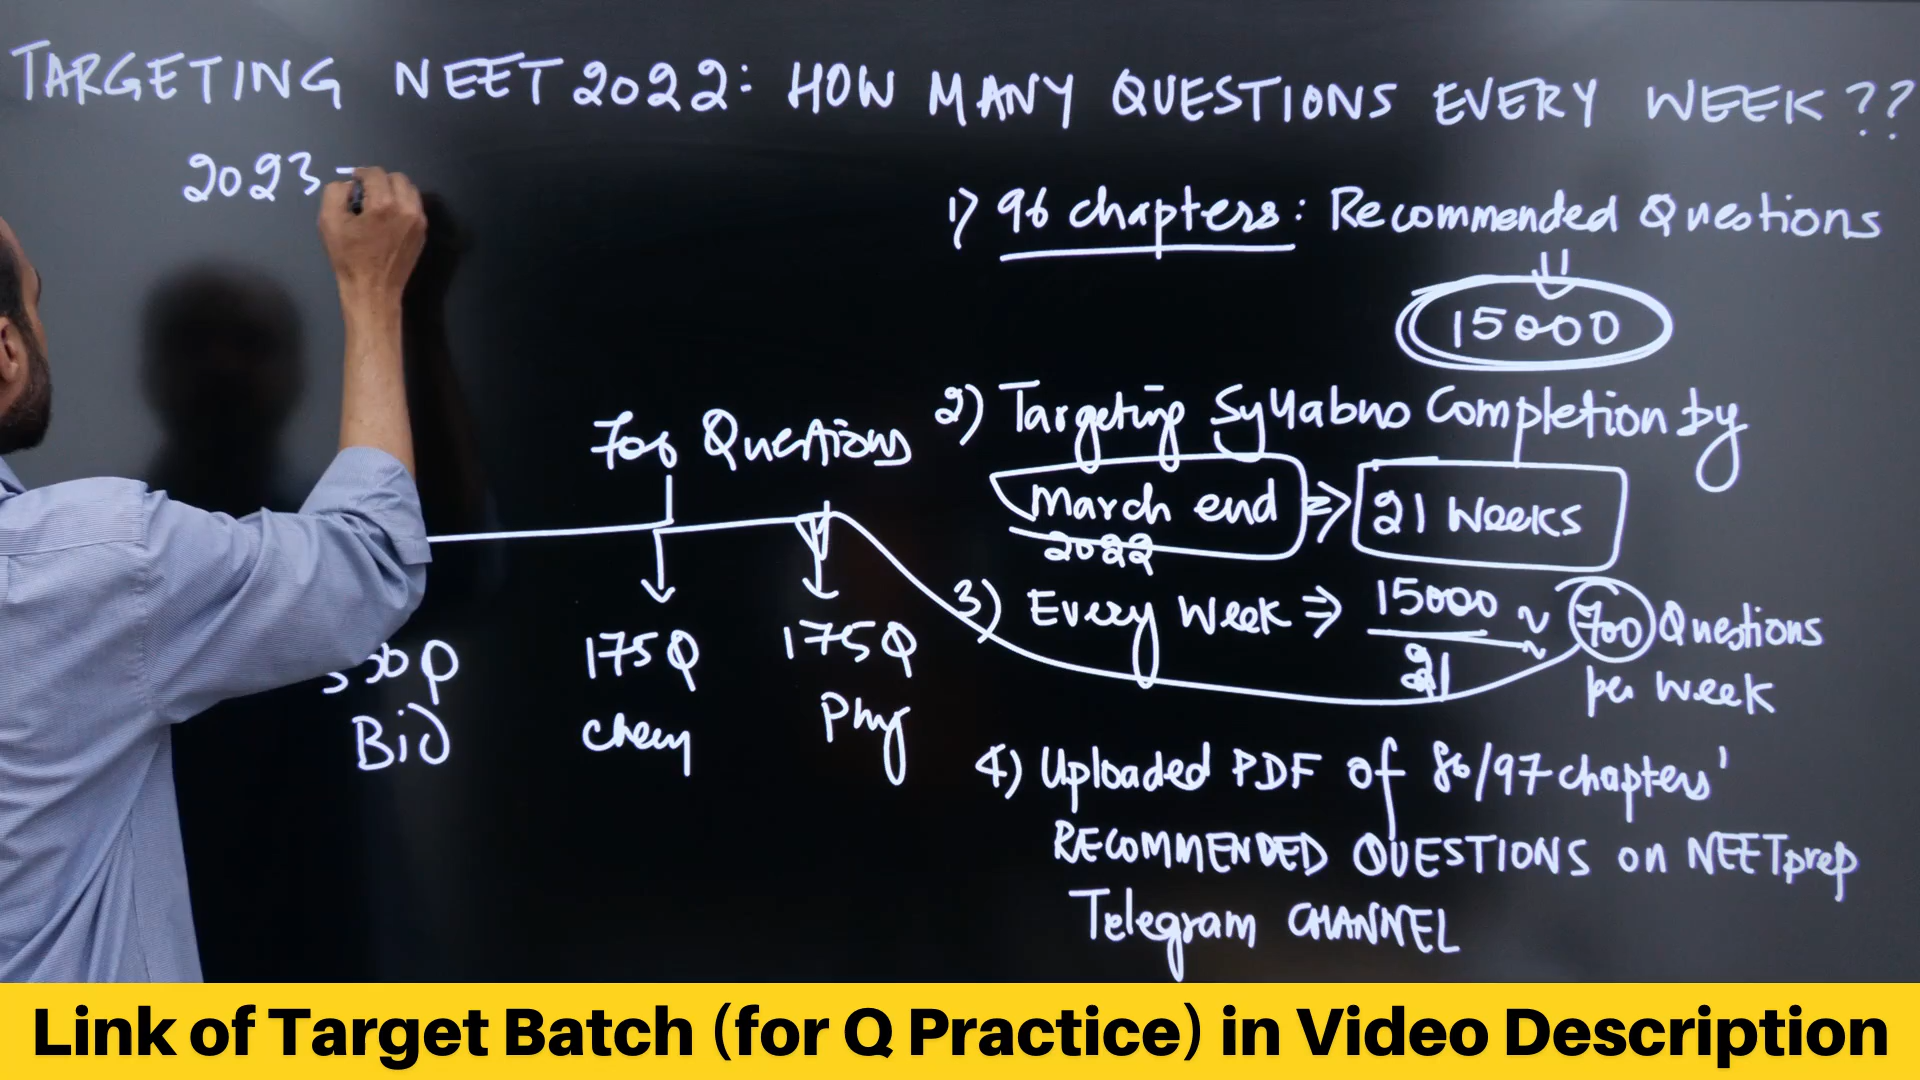 TARGETING NEET 2022: HOW MANY QUESTIONS EVERY WEEK??
2023 -
1) 96 chapters: Recommended Questions
15000
2) Targeting Syllabus Completion by
March end ⇒ 21 Weeks
2022
3) Every Week ⇒ 15000 / 21 ≈ 700 Questions
per week
4) Uploaded PDF of 86/97 chapters'
RECOMMENDED QUESTIONS on NEETprep
Telegram CHANNEL
700 Questions
175Q 175Q
Bio Chem Phy
Link of Target Batch (for Q Practice) in Video Description